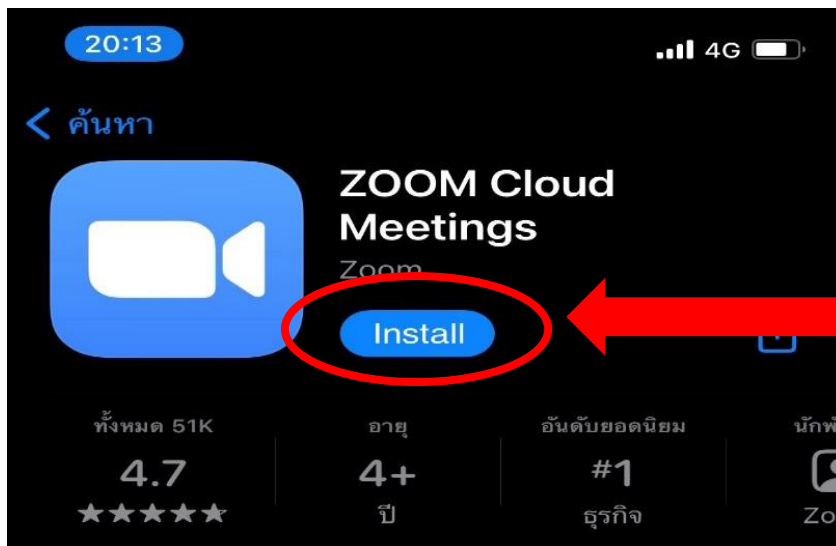 20:13
4G
ค้นหา
ZOOM Cloud
Meetings
Zoom
Install
ทั้งหมด 51K
4.7
อายุ
4+
ปี
อันดับยอดนิยม
#1
ธุรกิจ